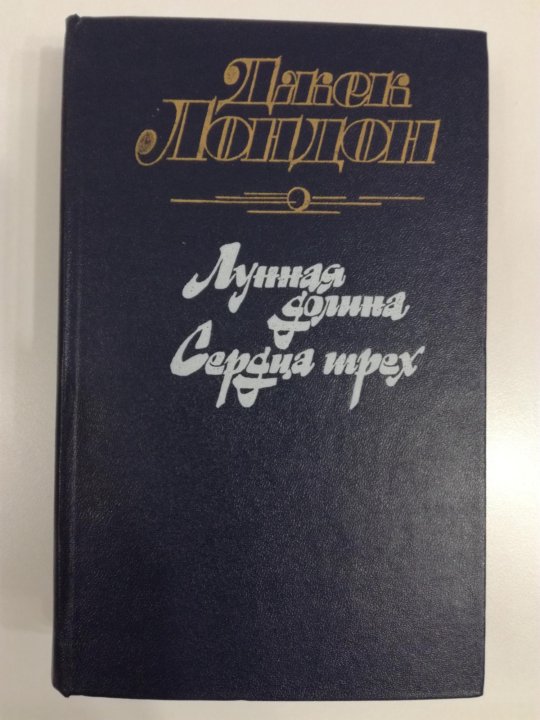 Джек
Лондон
Лунная
долина
Сердца трех